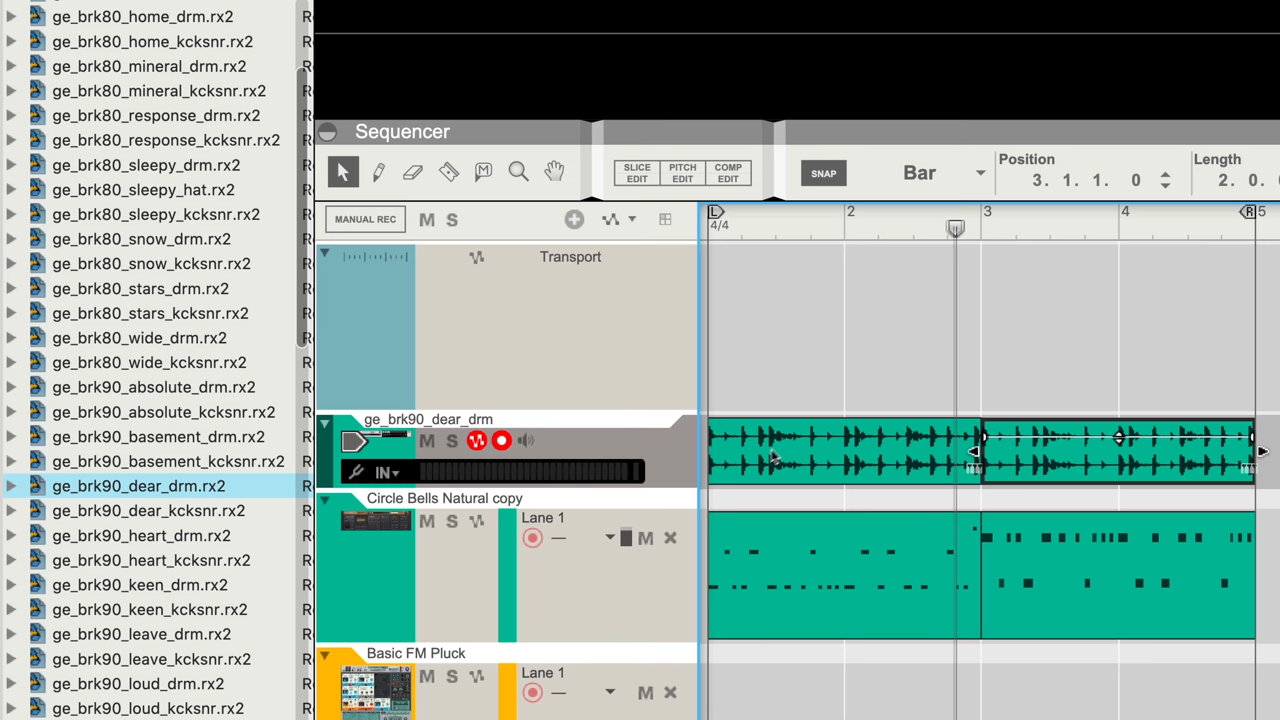 ge_brk80_home_drm.rx2
ge_brk80_home_kcksnr.rx2
ge_brk80_mineral_drm.rx2
ge_brk80_mineral_kcksnr.rx2
ge_brk80_response_drm.rx2
ge_brk80_response_kcksnr.rx2
ge_brk80_sleepy_drm.rx2
ge_brk80_sleepy_hat.rx2
ge_brk80_sleepy_kcksnr.rx2
ge_brk80_snow_drm.rx2
ge_brk80_snow_kcksnr.rx2
ge_brk80_stars_drm.rx2
ge_brk80_stars_kcksnr.rx2
ge_brk80_wide_drm.rx2
ge_brk80_wide_kcksnr.rx2
ge_brk90_absolute_drm.rx2
ge_brk90_absolute_kcksnr.rx2
ge_brk90_basement_drm.rx2
ge_brk90_basement_kcksnr.rx2
ge_brk90_dear_drm.rx2
ge_brk90_dear_kcksnr.rx2
ge_brk90_heart_drm.rx2
ge_brk90_heart_kcksnr.rx2
ge_brk90_keen_drm.rx2
ge_brk90_keen_kcksnr.rx2
ge_brk90_leave_drm.rx2
ge_brk90_leave_kcksnr.rx2
ge_brk90_loud_drm.rx2
ge_brk90_loud_kcksnr.rx2
Sequencer
SLICE EDIT PITCH EDIT COMP EDIT
SNAP
Bar
Position
3. 1. 1. 0
Length
2. 0.
MANUAL REC M S
L 2 3 4 R 5
4/4
Transport
ge_brk90_dear_drm
M S
IN
Circle Bells Natural copy
M S Lane 1
M
Basic FM Pluck
M S Lane 1
M